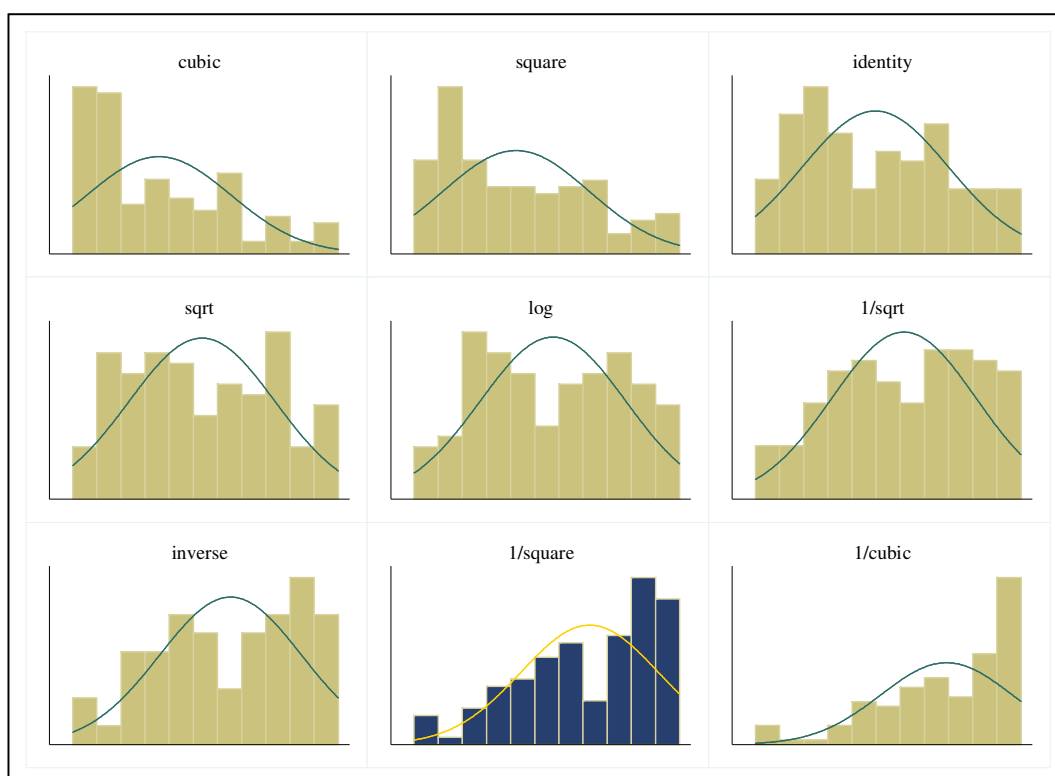 cubic
square
identity
sqrt
log
1/sqrt
inverse
1/square
1/cubic